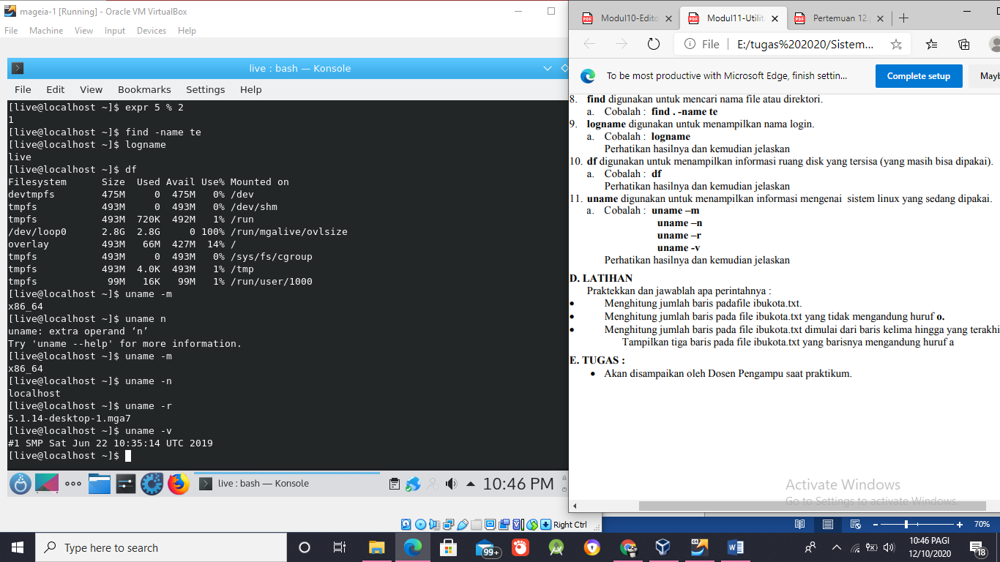 mageia-1 [Running] - Oracle VM VirtualBox
File Machine View Input Devices Help
live : bash — Konsole
File Edit View Bookmarks Settings Help
[live@localhost ~]$ expr 5 % 2
1
[live@localhost ~]$ find -name te
[live@localhost ~]$ logname
live
[live@localhost ~]$ df
Filesystem Size Used Avail Use% Mounted on
devtmpfs 475M 0 475M 0% /dev
tmpfs 493M 0 493M 0% /dev/shm
tmpfs 493M 720K 492M 1% /run
/dev/loop0 2.8G 2.8G 0 100% /run/mgalive/ovlsize
overlay 493M 66M 427M 14% /
tmpfs 493M 0 493M 0% /sys/fs/cgroup
tmpfs 493M 4.0K 493M 1% /tmp
tmpfs 99M 16K 99M 1% /run/user/1000
[live@localhost ~]$ uname -m
x86_64
[live@localhost ~]$ uname n
uname: extra operand ‘n’
Try 'uname --help' for more information.
[live@localhost ~]$ uname -m
x86_64
[live@localhost ~]$ uname -n
localhost
[live@localhost ~]$ uname -r
5.1.14-desktop-1.mga7
[live@localhost ~]$ uname -v
#1 SMP Sat Jun 22 10:35:14 UTC 2019
[live@localhost ~]$
live : bash — Konsole
10:46 PM
Right Ctrl
Modul10-Edito
Modul11-Utilit
Pertemuan 12.
File E:/tugas%202020/Sistem...
To be most productive with Microsoft Edge, finish settin...
Complete setup
Mayb
8. find digunakan untuk mencari nama file atau direktori.
a. Cobalah : find . -name te
9. logname digunakan untuk menampilkan nama login.
a. Cobalah : logname
Perhatikan hasilnya dan kemudian jelaskan
10. df digunakan untuk menampilkan informasi ruang disk yang tersisa (yang masih bisa dipakai).
a. Cobalah : df
Perhatikan hasilnya dan kemudian jelaskan
11. uname digunakan untuk menampilkan informasi mengenai sistem linux yang sedang dipakai.
a. Cobalah : uname –m
uname –n
uname –r
uname -v
Perhatikan hasilnya dan kemudian jelaskan
D. LATIHAN
Praktekkan dan jawablah apa perintahnya :
• Menghitung jumlah baris padafile ibukota.txt.
• Menghitung jumlah baris pada file ibukota.txt yang tidak mengandung huruf o.
• Menghitung jumlah baris pada file ibukota.txt dimulai dari baris kelima hingga yang terakhi
Tampilkan tiga baris pada file ibukota.txt yang barisnya mengandung huruf a
E. TUGAS :
• Akan disampaikan oleh Dosen Pengampu saat praktikum.
Activate Windows
Go to Settings to activate Windows.
70%
Type here to search
99+
10:46 PAGI
12/10/2020
18